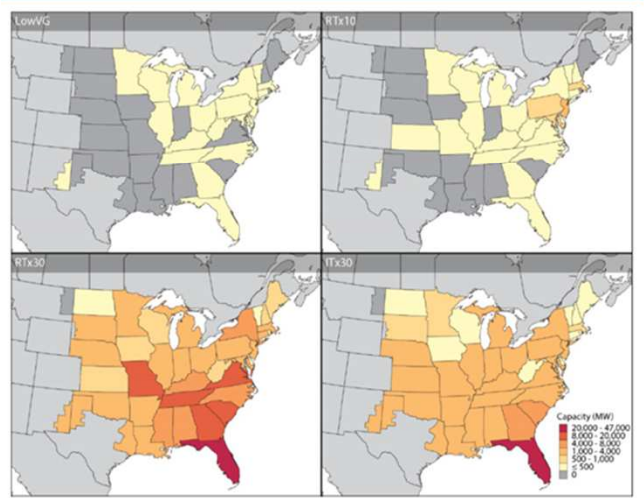 LowVG
RTx10
RTx30
ITx30
Capacity (MW)
20,000 - 47,000
8,000 - 20,000
4,000 - 8,000
1,000 - 4,000
500 - 1,000
≤ 500
0